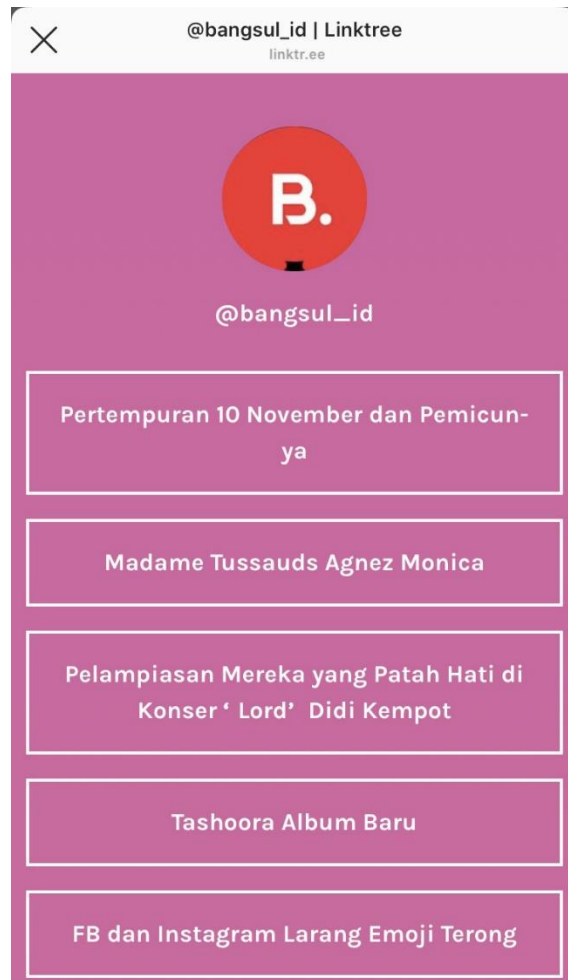 @bangsul_id | Linktree
linktr.ee
B.
@bangsul_id
Pertempuran 10 November dan Pemicun-
ya
Madame Tussauds Agnez Monica
Pelampiasan Mereka yang Patah Hati di
Konser ‘ Lord’ Didi Kempot
Tashoora Album Baru
FB dan Instagram Larang Emoji Terong